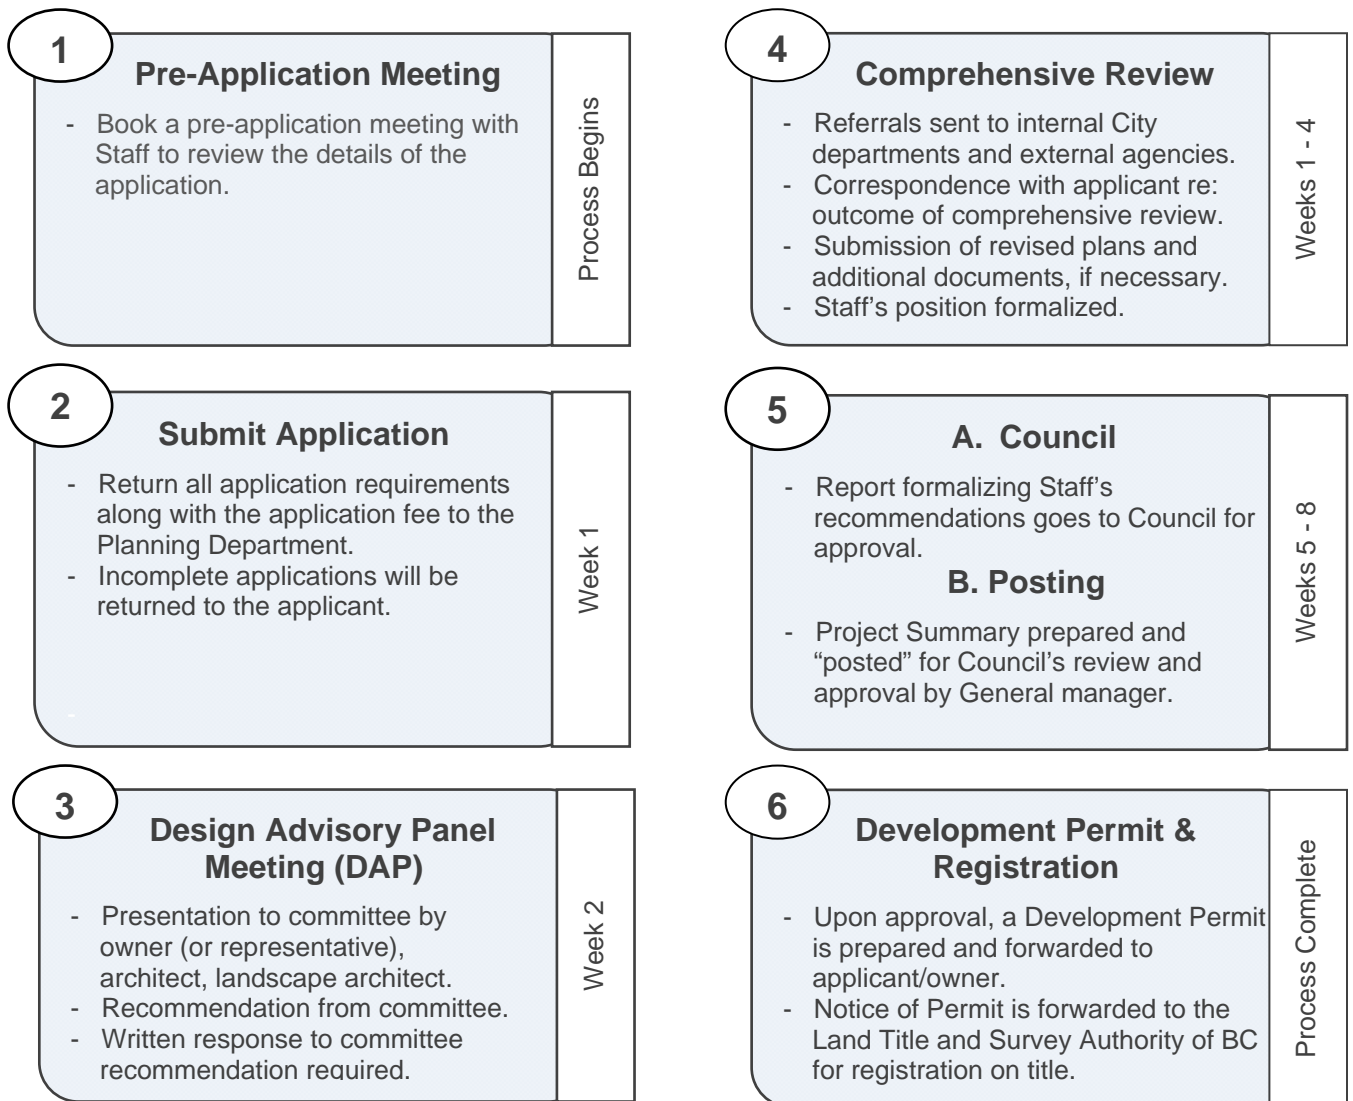 1
Pre-Application Meeting
- Book a pre-application meeting with
Staff to review the details of the
application.
Process Begins
2
Submit Application
- Return all application requirements
along with the application fee to the
Planning Department.
- Incomplete applications will be
returned to the applicant.
-
Week 1
3
Design Advisory Panel
Meeting (DAP)
- Presentation to committee by
owner (or representative),
architect, landscape architect.
- Recommendation from committee.
- Written response to committee
recommendation required.
Week 2
4
Comprehensive Review
- Referrals sent to internal City
departments and external agencies.
- Correspondence with applicant re:
outcome of comprehensive review.
- Submission of revised plans and
additional documents, if necessary.
- Staff’s position formalized.
Weeks 1 - 4
5
A. Council
- Report formalizing Staff’s
recommendations goes to Council for
approval.
B. Posting
- Project Summary prepared and
“posted” for Council’s review and
approval by General manager.
Weeks 5 - 8
6
Development Permit &
Registration
- Upon approval, a Development Permit
is prepared and forwarded to
applicant/owner.
- Notice of Permit is forwarded to the
Land Title and Survey Authority of BC
for registration on title.
Process Complete